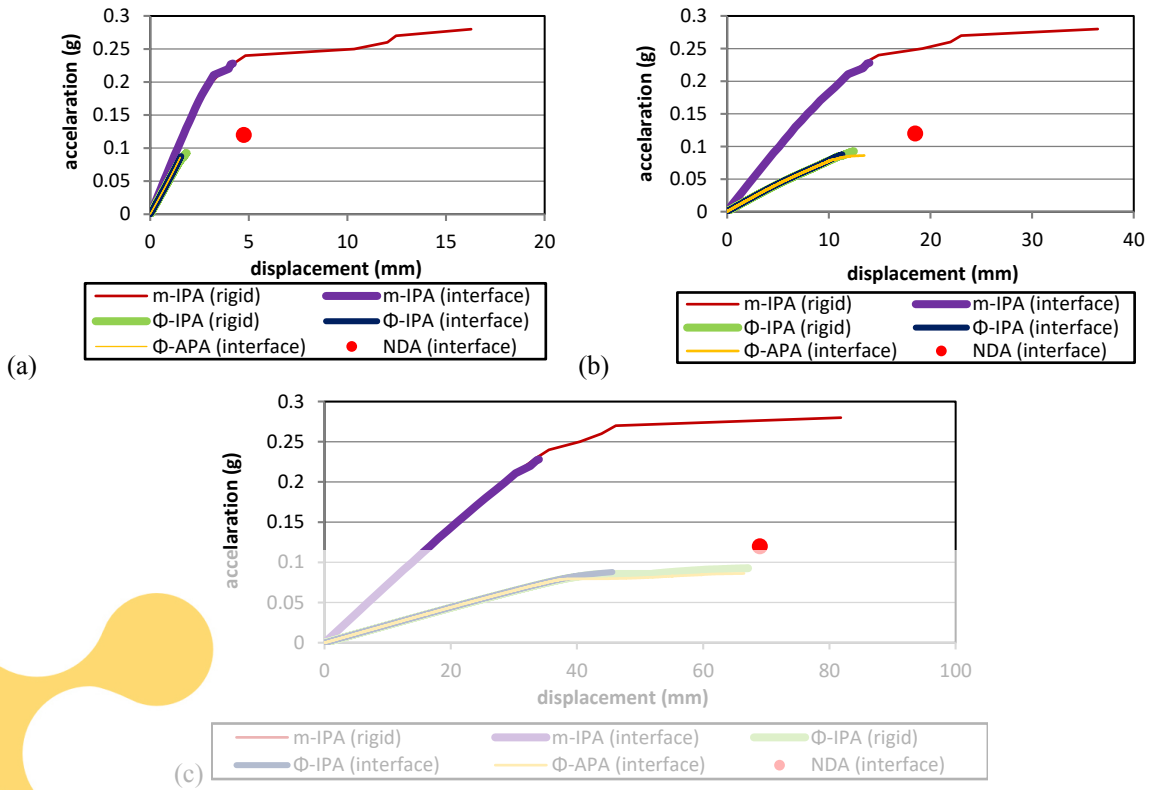 accelaration (g)
0.3
0.25
0.2
0.15
0.1
0.05
0
0 5 10 15 20
displacement (mm)
m-IPA (rigid) m-IPA (interface)
Φ-IPA (rigid) Φ-IPA (interface)
Φ-APA (interface) NDA (interface)
(a)
accelaration (g)
0.3
0.25
0.2
0.15
0.1
0.05
0
0 10 20 30 40
displacement (mm)
m-IPA (rigid) m-IPA (interface)
Φ-IPA (rigid) Φ-IPA (interface)
Φ-APA (interface) NDA (interface)
(b)
accelaration (g)
0.3
0.25
0.2
0.15
0.1
0.05
0
0 20 40 60 80 100
displacement (mm)
m-IPA (rigid) m-IPA (interface) Φ-IPA (rigid)
Φ-IPA (interface) Φ-APA (interface) NDA (interface)
(c)